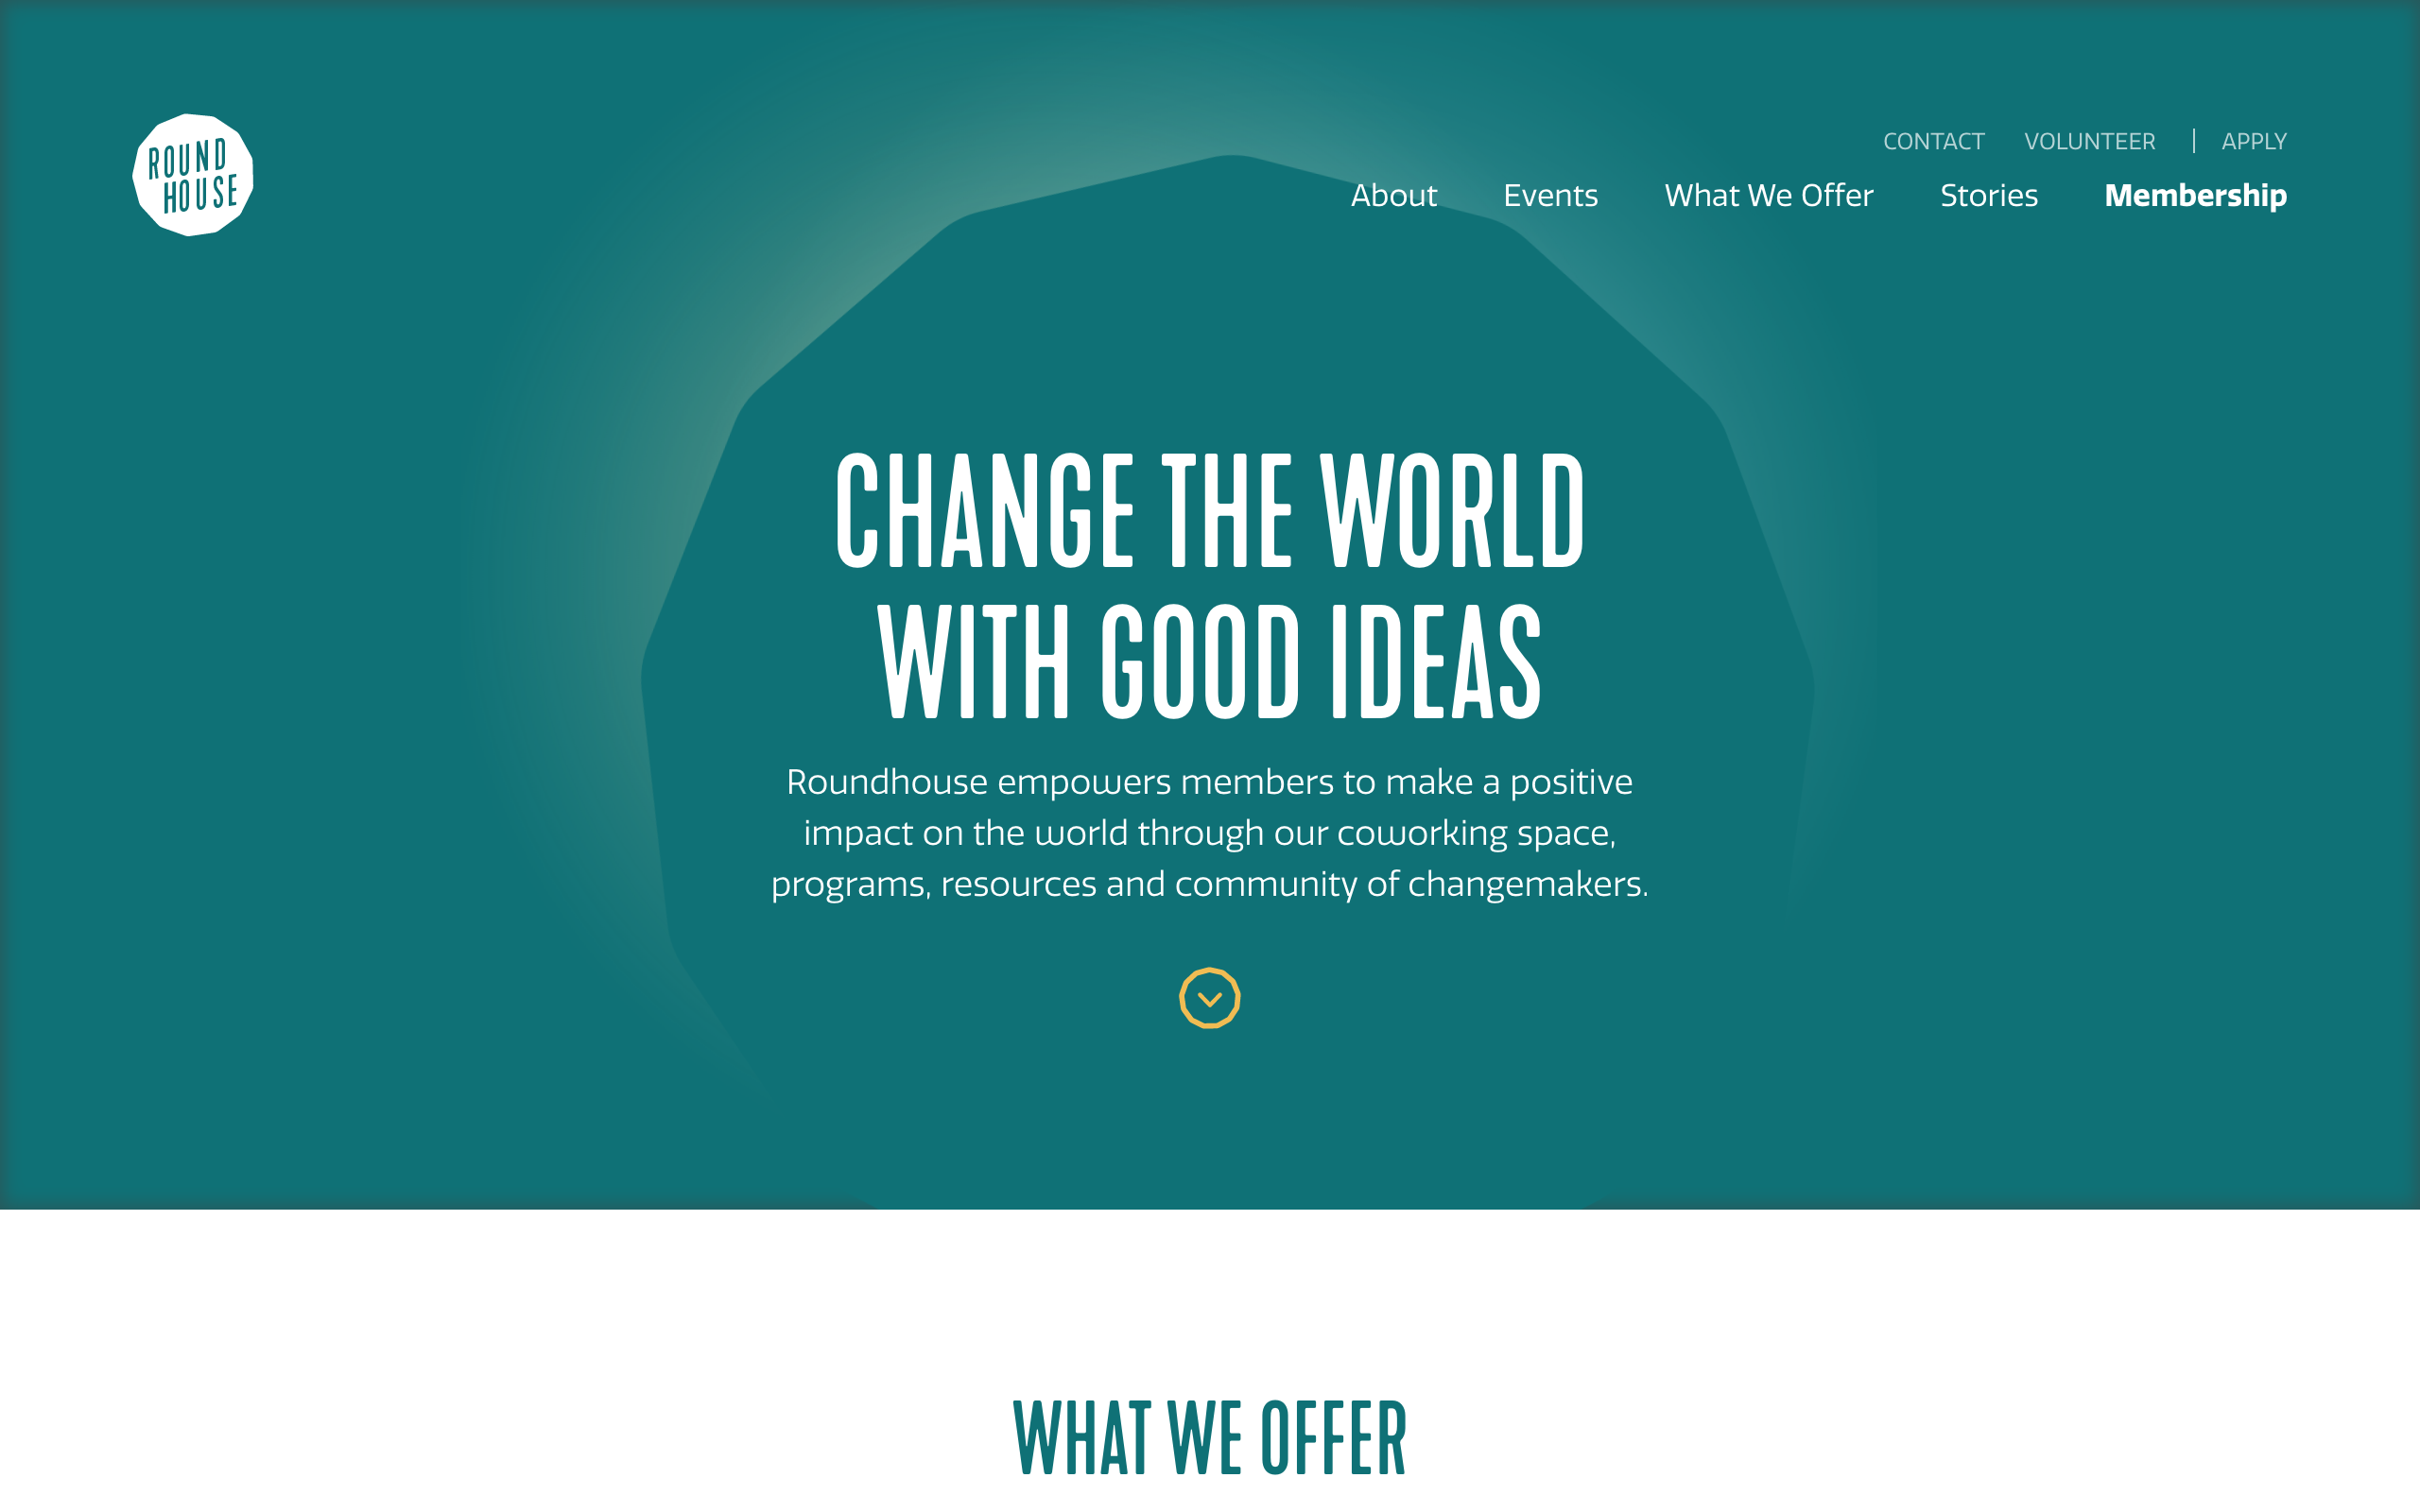 ROUND
HOUSE
CONTACT VOLUNTEER | APPLY
About Events What We Offer Stories Membership
CHANGE THE WORLD
WITH GOOD IDEAS
Roundhouse empowers members to make a positive
impact on the world through our coworking space,
programs, resources and community of changemakers.
WHAT WE OFFER